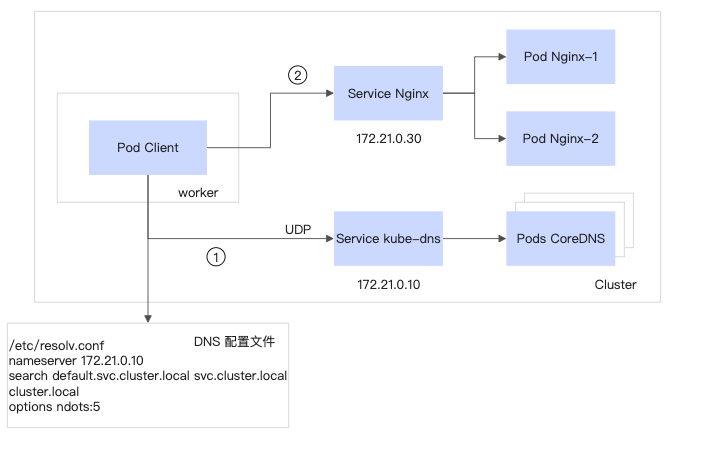 Pod Nginx-1
②
Service Nginx
172.21.0.30
Pod Client
Pod Nginx-2
worker
UDP
Service kube-dns
Pods CoreDNS
①
172.21.0.10
Cluster
DNS 配置文件
/etc/resolv.conf
nameserver 172.21.0.10
search default.svc.cluster.local svc.cluster.local
cluster.local
options ndots:5